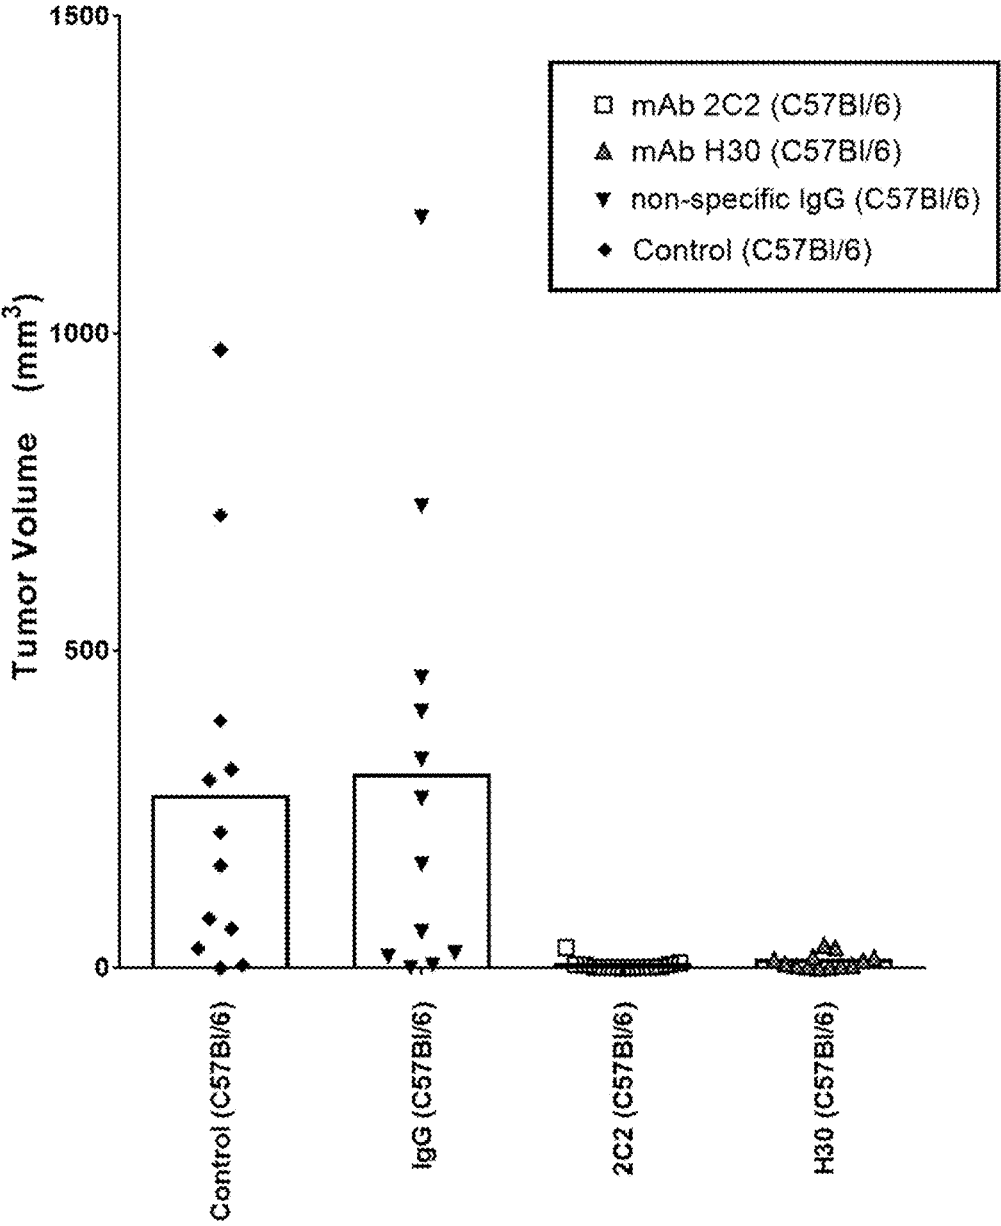 1500
1000
500
0
Tumor Volume (mm³)
mAb 2C2 (C57Bl/6)
mAb H30 (C57Bl/6)
non-specific IgG (C57Bl/6)
Control (C57Bl/6)
Control (C57Bl/6)
IgG (C57Bl/6)
2C2 (C57Bl/6)
H30 (C57Bl/6)